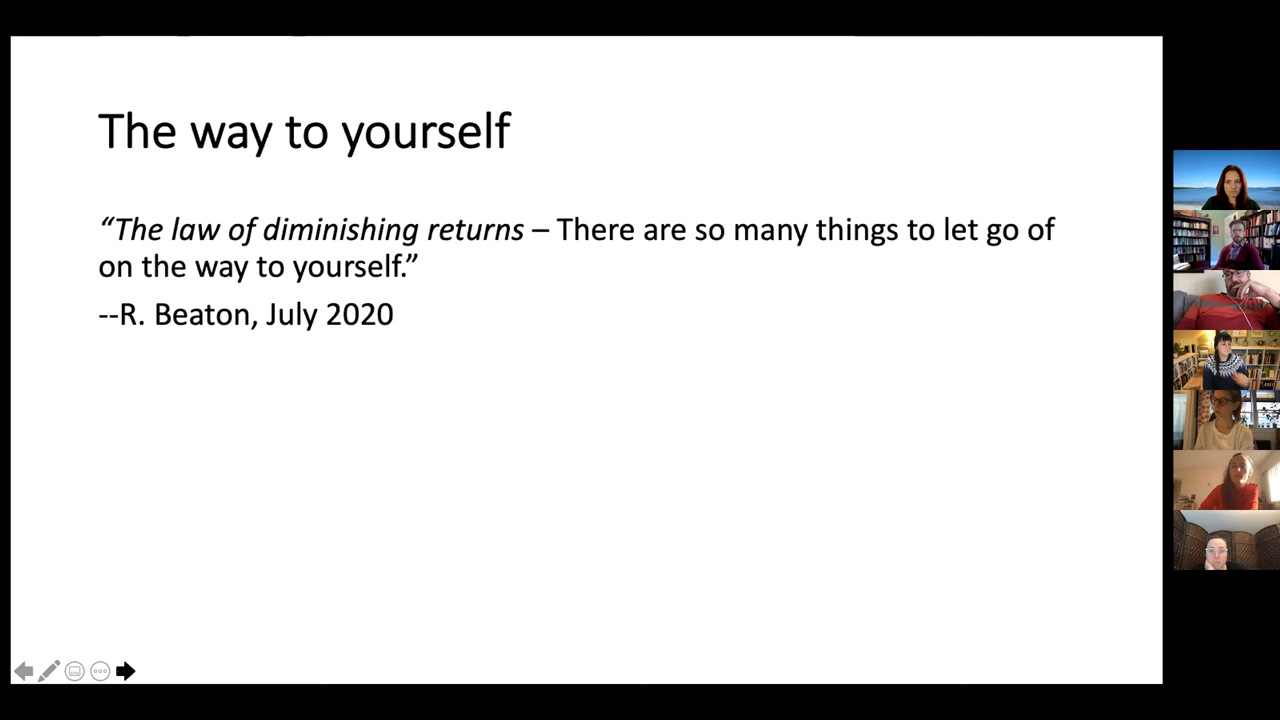 The way to yourself
“The law of diminishing returns – There are so many things to let go of
on the way to yourself.”
--R. Beaton, July 2020